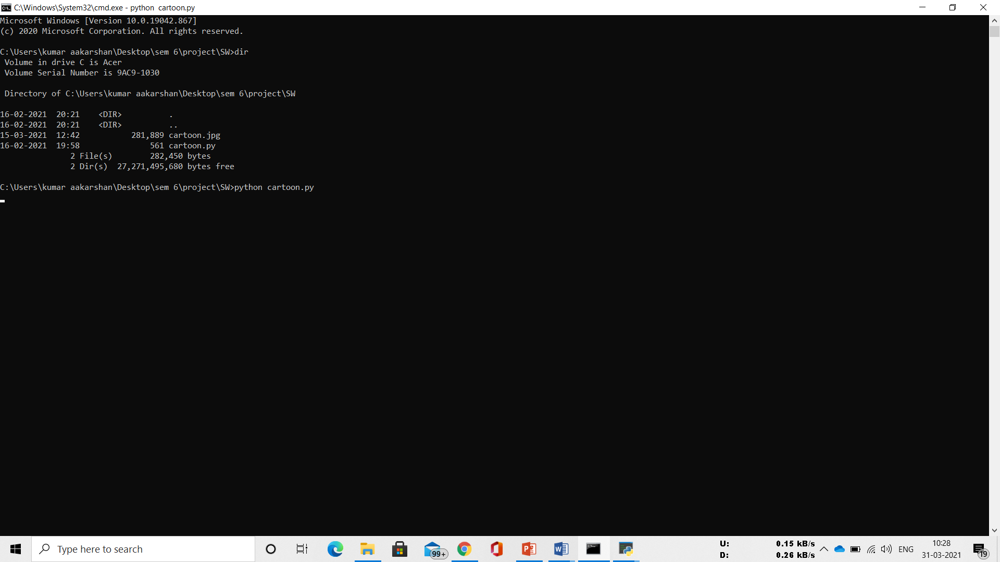 C:\Windows\System32\cmd.exe - python  cartoon.py
Microsoft Windows [Version 10.0.19042.867]
(c) 2020 Microsoft Corporation. All rights reserved.
C:\Users\kumar aakarshan\Desktop\sem 6\project\SW>dir
 Volume in drive C is Acer
 Volume Serial Number is 9AC9-1030
 Directory of C:\Users\kumar aakarshan\Desktop\sem 6\project\SW
16-02-2021  20:21    <DIR>          .
16-02-2021  20:21    <DIR>          ..
15-03-2021  12:42           281,889 cartoon.jpg
16-02-2021  19:58               561 cartoon.py
               2 File(s)        282,450 bytes
               2 Dir(s)  27,271,495,680 bytes free
C:\Users\kumar aakarshan\Desktop\sem 6\project\SW>python cartoon.py
Type here to search
99+
U: 0.15 kB/s
D: 0.26 kB/s
ENG
10:28
31-03-2021
19